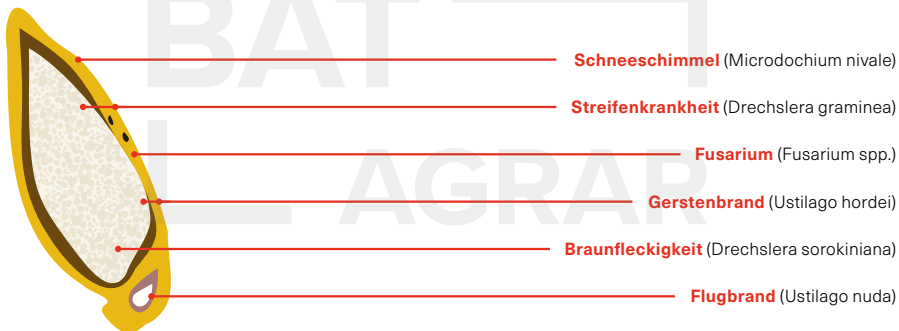 BAT
AGRAR
Schneeschimmel (Microdochium nivale)
Streifenkrankheit (Drechslera graminea)
Fusarium (Fusarium spp.)
Gerstenbrand (Ustilago hordei)
Braunfleckigkeit (Drechslera sorokiniana)
Flugbrand (Ustilago nuda)